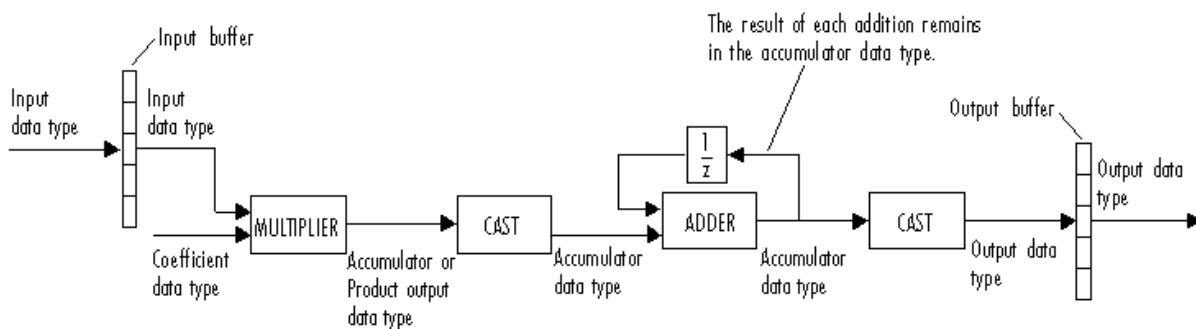 Input buffer
Input
data type
Input
data type
MULTIPLIER
Coefficient
data type
Accumulator or
Product output
data type
CAST
Accumulator
data type
The result of each addition remains
in the accumulator data type.
1
z
ADDER
Accumulator
data type
CAST
Output data
type
Output buffer
Output data
type